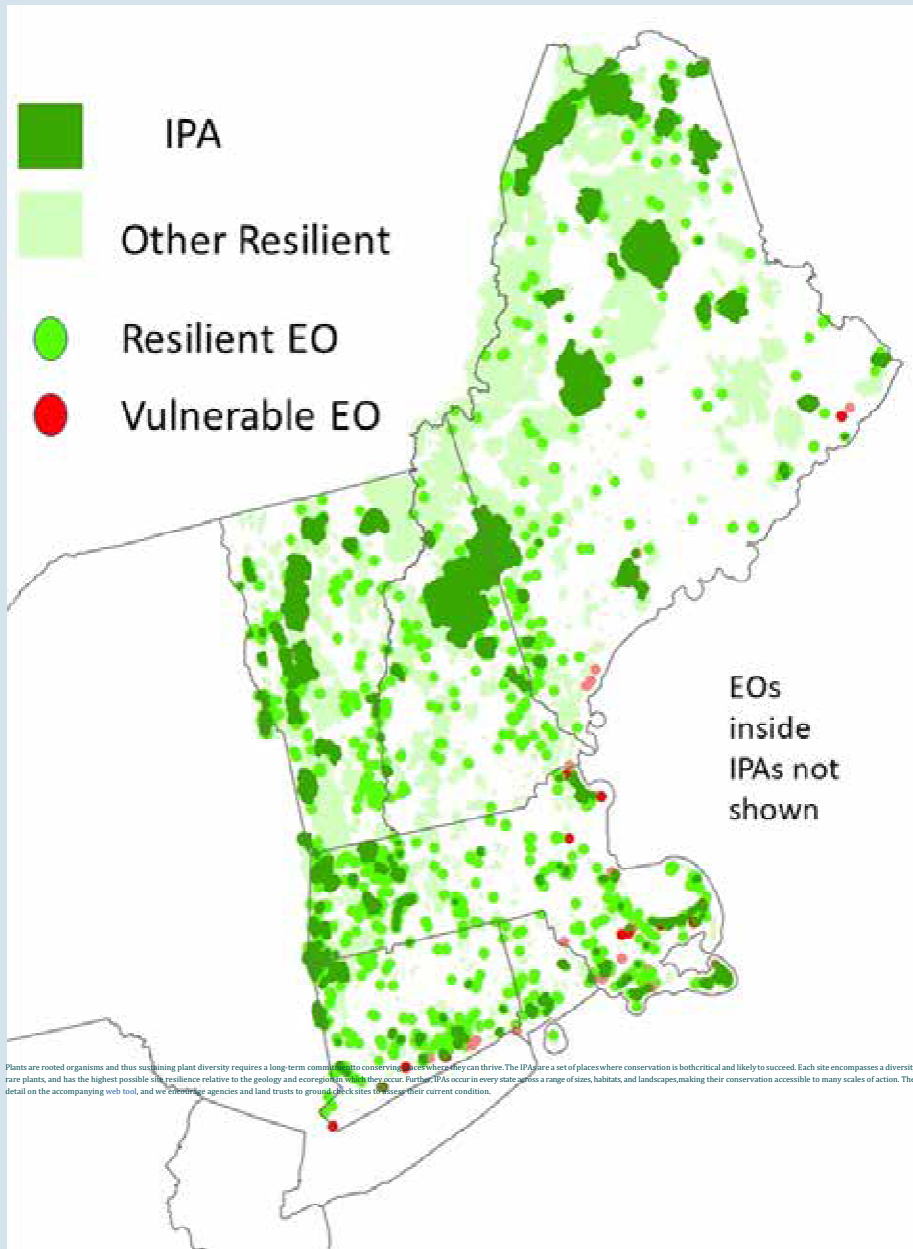 IPA
Other Resilient
Resilient EO
Vulnerable EO
EOs
inside
IPAs not
shown
Plants are rooted organisms and thus sustaining plant diversity requires a long-term commitment to conserving places where they can thrive. The IPAs are a set of places where conservation is bothcritical and likely to succeed. Each site encompasses a diversit
rare plants, and has the highest possible site resilience relative to the geology and ecoregion in which they occur. Further, IPAs occur in every state across a range of sizes, habitats, and landscapes,making their conservation accessible to many scales of action. The
detail on the accompanying web tool, and we encourage agencies and land trusts to ground check sites to assess their current condition.